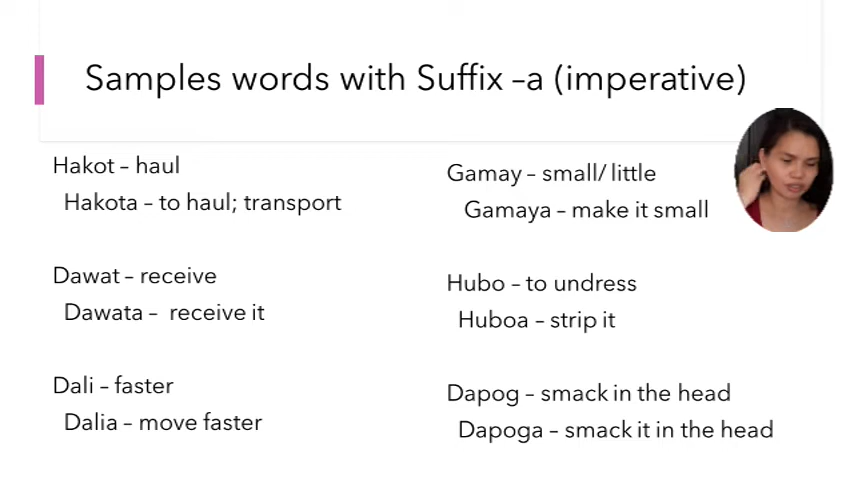 Samples words with Suffix –a (imperative)
Hakot – haul
Hakota – to haul; transport
Dawat – receive
Dawata – receive it
Dali – faster
Dalia – move faster
Gamay – small/ little
Gamaya – make it small
Hubo – to undress
Huboa – strip it
Dapog – smack in the head
Dapoga – smack it in the head